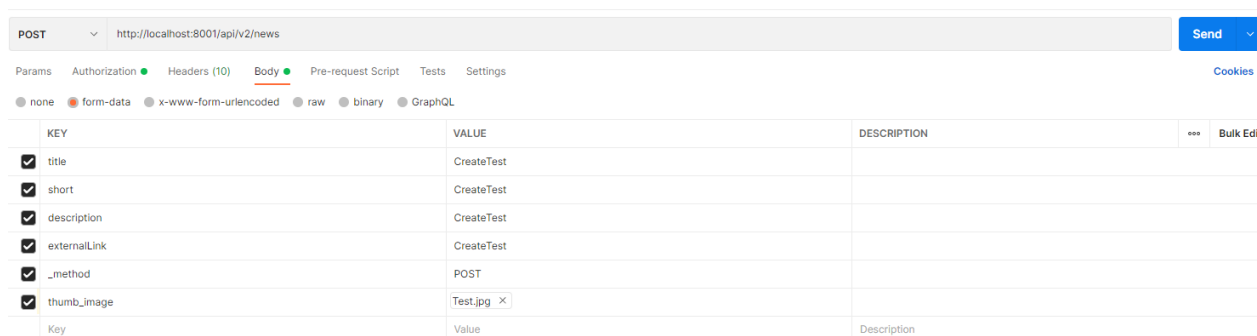 POST http://localhost:8001/api/v2/news Send
Params Authorization Headers (10) Body Pre-request Script Tests Settings Cookies
none form-data x-www-form-urlencoded raw binary GraphQL
KEY VALUE DESCRIPTION ooo Bulk Edi
title CreateTest
short CreateTest
description CreateTest
externalLink CreateTest
_method POST
thumb_image Test.jpg ×
Key Value Description